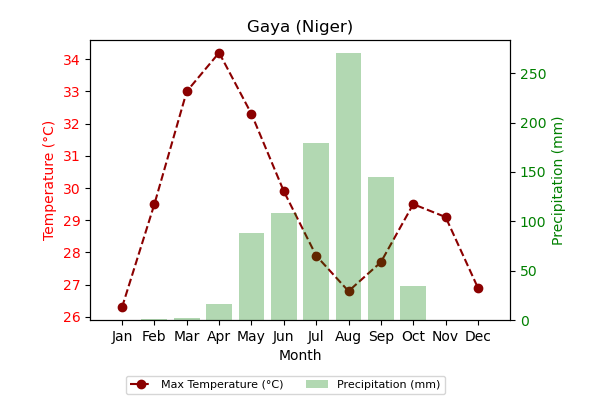 Gaya (Niger)
34
33
32
31
30
29
28
27
26
Temperature (°C)
250
200
150
100
50
0
Precipitation (mm)
Jan Feb Mar Apr May Jun Jul Aug Sep Oct Nov Dec
Month
Max Temperature (°C) Precipitation (mm)